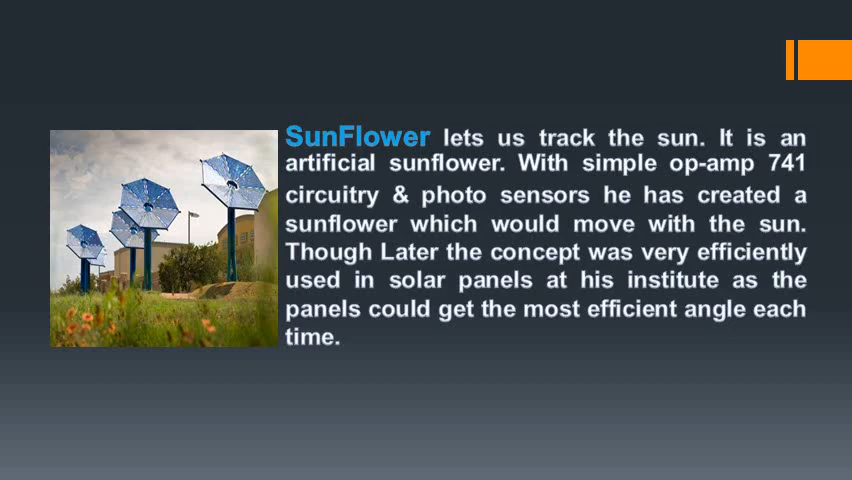 SunFlower lets us track the sun. It is an
artificial sunflower. With simple op-amp 741
circuitry & photo sensors he has created a
sunflower which would move with the sun.
Though Later the concept was very efficiently
used in solar panels at his institute as the
panels could get the most efficient angle each
time.